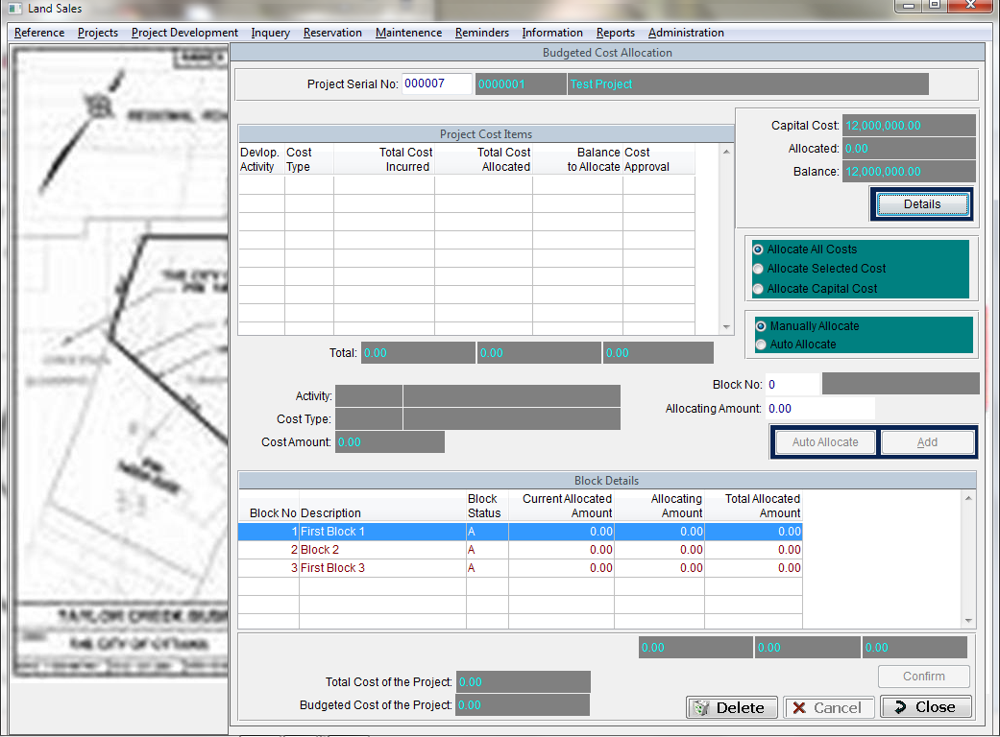 Land Sales
Reference Projects Project Development Inquery Reservation Maintenence Reminders Information Reports Administration
Budgeted Cost Allocation
Project Serial No: 000007 0000001 Test Project
Capital Cost: 12,000,000.00
Allocated: 0.00
Balance: 12,000,000.00
Details
Project Cost Items
Devlop. Cost Total Cost Total Cost Balance Cost
Activity Type Incurred Allocated to Allocate Approval
Allocate All Costs
Allocate Selected Cost
Allocate Capital Cost
Manually Allocate
Auto Allocate
Total: 0.00 0.00 0.00
Block No: 0
Allocating Amount: 0.00
Activity:
Cost Type:
Cost Amount: 0.00
Auto Allocate Add
Block Details
Block Current Allocated Allocating Total Allocated
Block No Description Status Amount Amount Amount
1 First Block 1 A 0.00 0.00 0.00
2 Block 2 A 0.00 0.00 0.00
3 First Block 3 A 0.00 0.00 0.00
0.00 0.00 0.00
Confirm
Total Cost of the Project: 0.00
Budgeted Cost of the Project: 0.00
Delete Cancel Close
THE CITY OF OTTAWA